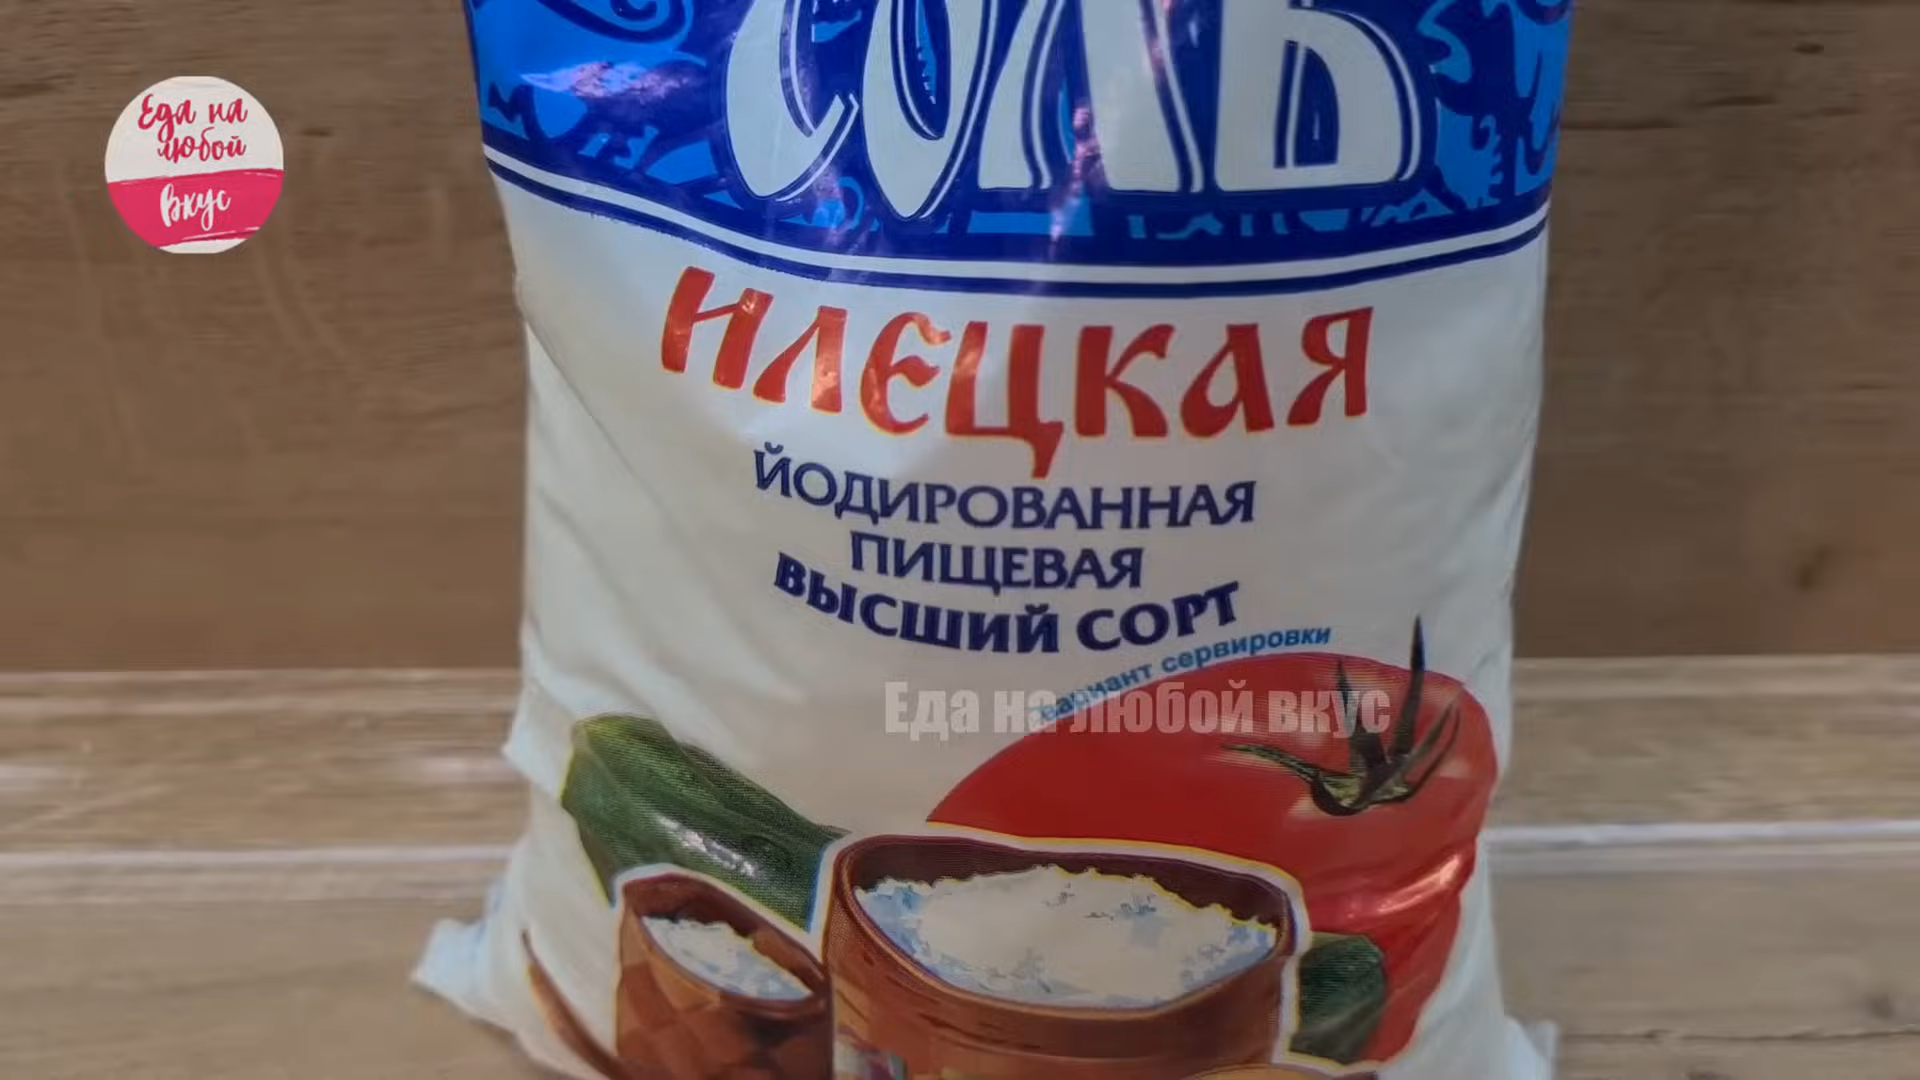 Еда на
любой
вкус
СОЛЬ
ИЛЕЦКАЯ
ЙОДИРОВАННАЯ
ПИЩЕВАЯ
ВЫСШИЙ СОРТ
вариант сервировки
Еда на любой вкус